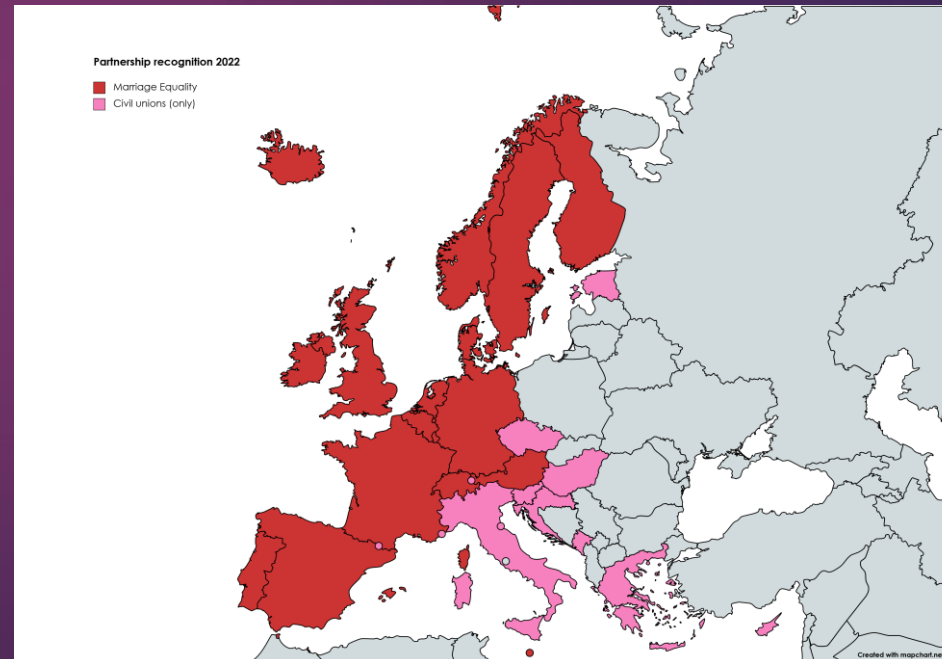 Partnership recognition 2022
Marriage Equality
Civil unions (only)
Created with mapchart.ne